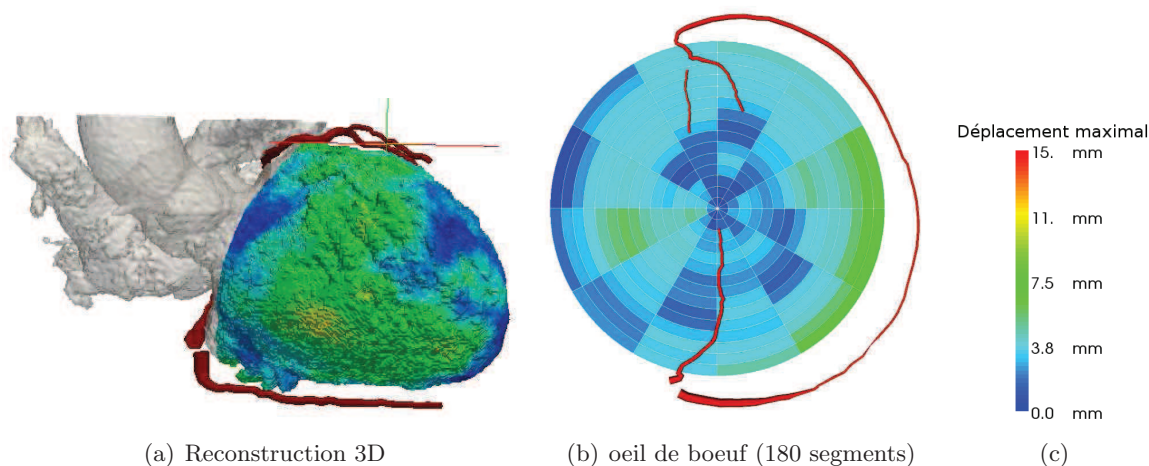 Déplacement maximal
15. mm
11. mm
7.5 mm
3.8 mm
0.0 mm
(a) Reconstruction 3D
(b) oeil de boeuf (180 segments)
(c)